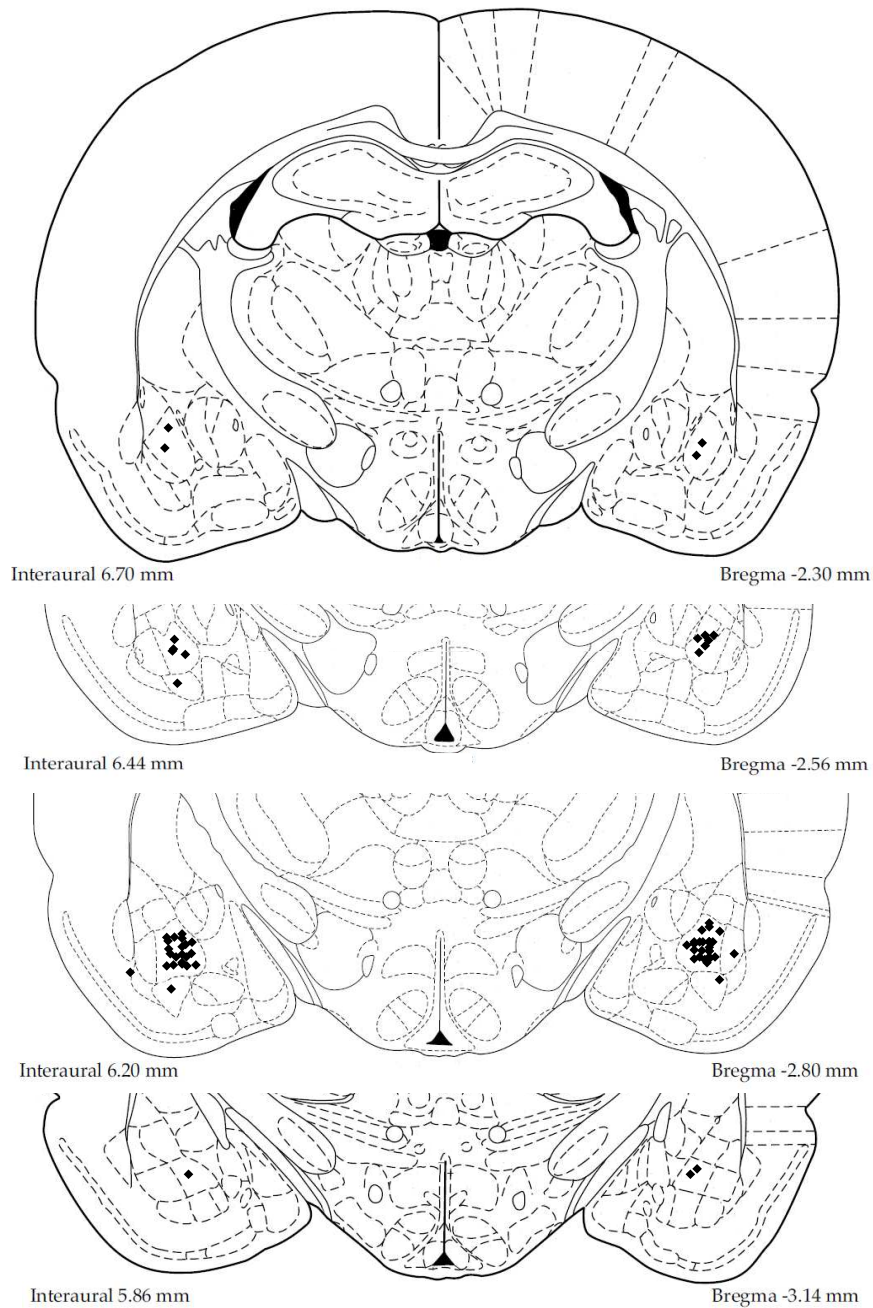 Interaural 6.70 mm Bregma -2.30 mm
Interaural 6.44 mm Bregma -2.56 mm
Interaural 6.20 mm Bregma -2.80 mm
Interaural 5.86 mm Bregma -3.14 mm